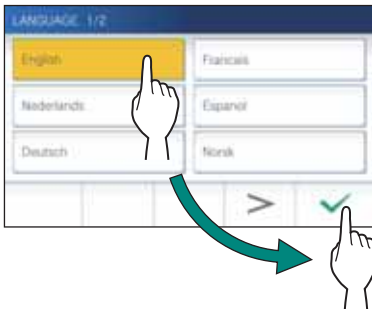 LANGUAGE 1/2
English
Francais
Nederlands
Espanol
Deutsch
Norsk
>